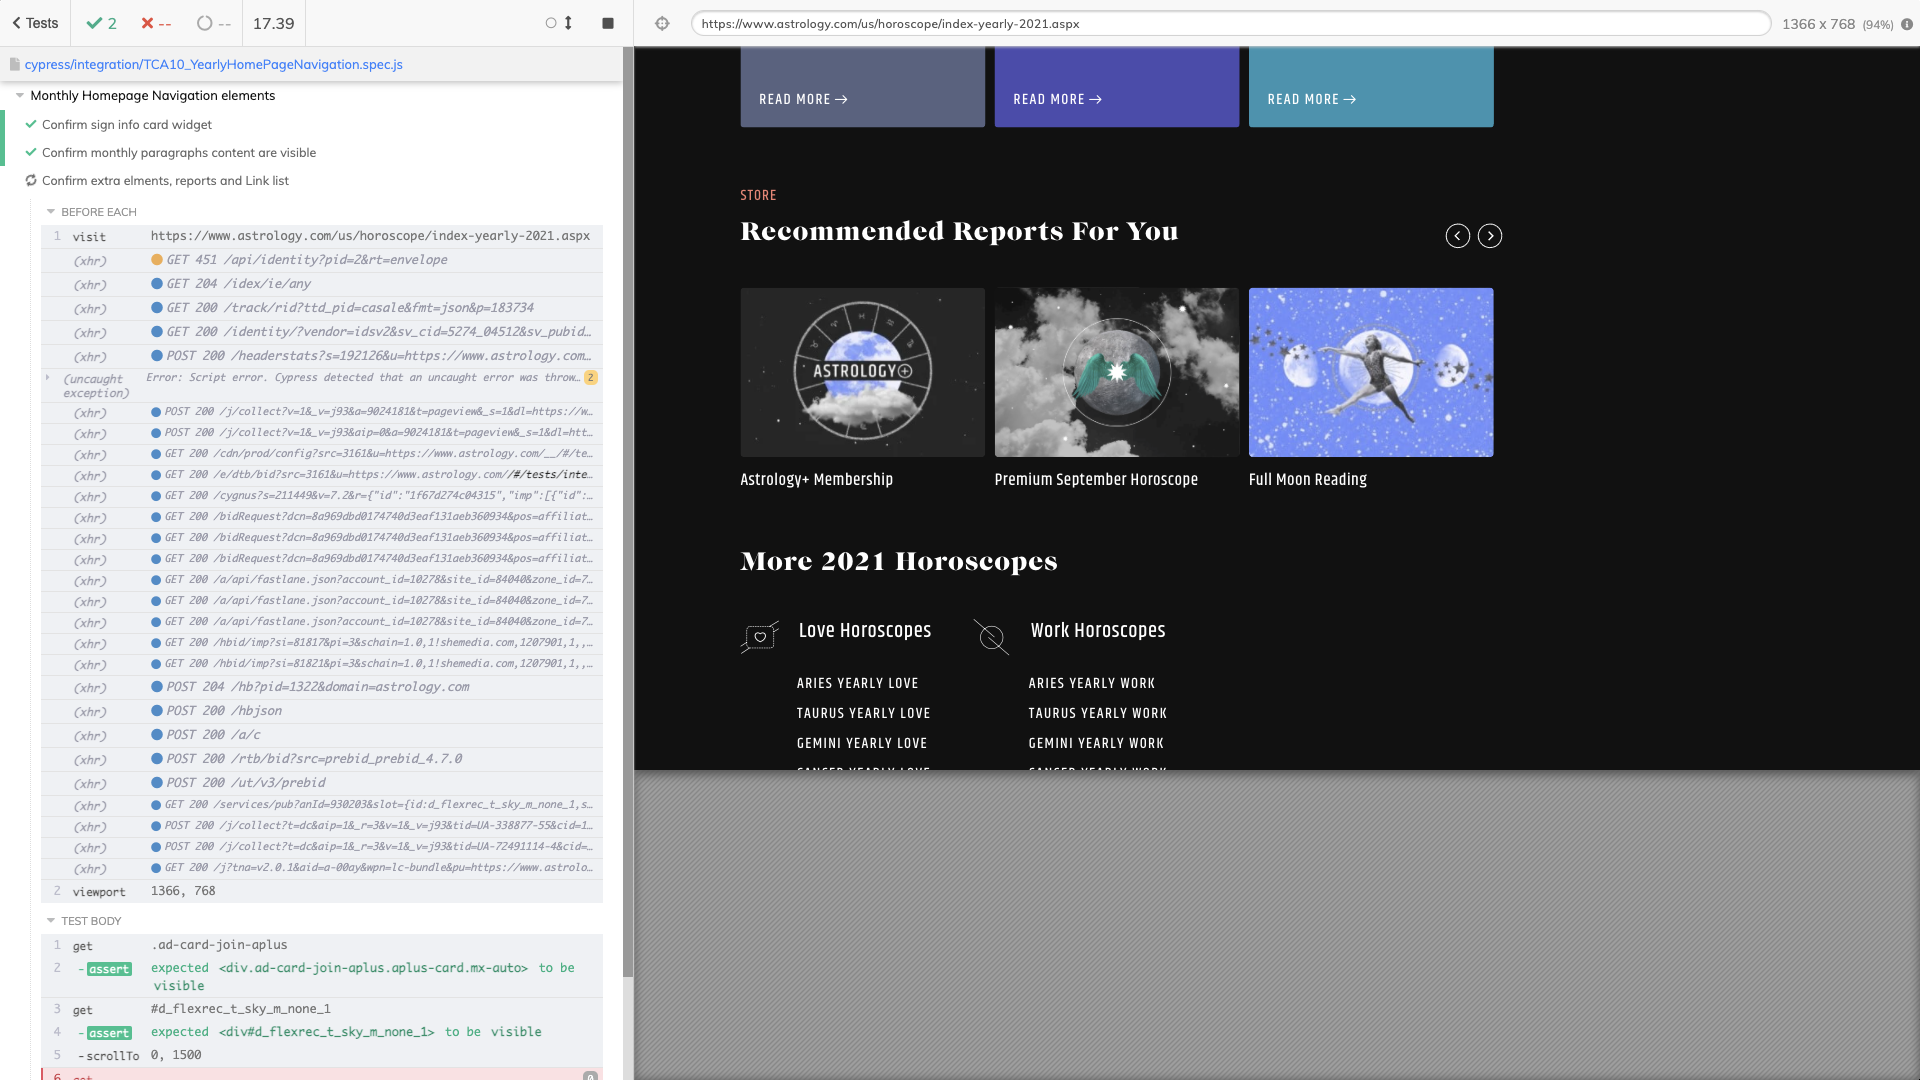 Tests
2
--
--
17.39
cypress/integration/TCA10_YearlyHomePageNavigation.spec.js
Monthly Homepage Navigation elements
Confirm sign info card widget
Confirm monthly paragraphs content are visible
Confirm extra elments, reports and Link list
BEFORE EACH
1 visit https://www.astrology.com/us/horoscope/index-yearly-2021.aspx
(xhr) GET 451 /api/identity?pid=2&rt=envelope
(xhr) GET 204 /idex/ie/any
(xhr) GET 200 /track/rid?ttd_pid=casale&fmt=json&p=183734
(xhr) GET 200 /identity/?vendor=idsv2&sv_cid=5274_04512&sv_pubid…
(xhr) POST 200 /headerstats?s=192126&u=https://www.astrology.com…
(uncaught exception) Error: Script error. Cypress detected that an uncaught error was throw… 2
(xhr) POST 200 /j/collect?v=1&_v=j93&a=9024181&t=pageview&_s=1&dl=https://w…
(xhr) POST 200 /j/collect?v=1&_v=j93&aip=0&a=9024181&t=pageview&_s=1&dl=htt…
(xhr) GET 200 /cdn/prod/config?src=3161&u=https://www.astrology.com/__/#/te…
(xhr) GET 200 /e/dtb/bid?src=3161&u=https://www.astrology.com//#/tests/inte…
(xhr) GET 200 /cygnus?s=211449&v=7.2&r={"id":"1f67d274c04315","imp":[{"id":…
(xhr) GET 200 /bidRequest?dcn=8a969dbd0174740d3eaf131aeb360934&pos=affiliat…
(xhr) GET 200 /bidRequest?dcn=8a969dbd0174740d3eaf131aeb360934&pos=affiliat…
(xhr) GET 200 /bidRequest?dcn=8a969dbd0174740d3eaf131aeb360934&pos=affiliat…
(xhr) GET 200 /a/api/fastlane.json?account_id=10278&site_id=84040&zone_id=7…
(xhr) GET 200 /a/api/fastlane.json?account_id=10278&site_id=84040&zone_id=7…
(xhr) GET 200 /a/api/fastlane.json?account_id=10278&site_id=84040&zone_id=7…
(xhr) GET 200 /hbid/imp?si=81817&pi=3&schain=1.0,1!shemedia.com,1207901,1,,…
(xhr) GET 200 /hbid/imp?si=81821&pi=3&schain=1.0,1!shemedia.com,1207901,1,,…
(xhr) POST 204 /hb?pid=1322&domain=astrology.com
(xhr) POST 200 /hbjson
(xhr) POST 200 /a/c
(xhr) POST 200 /rtb/bid?src=prebid_prebid_4.7.0
(xhr) POST 200 /ut/v3/prebid
(xhr) GET 200 /services/pub?anId=930203&slot={id:d_flexrec_t_sky_m_none_1,s…
(xhr) POST 200 /j/collect?t=dc&aip=1&_r=3&v=1&_v=j93&tid=UA-338877-55&cid=1…
(xhr) POST 200 /j/collect?t=dc&aip=1&_r=3&v=1&_v=j93&tid=UA-72491114-4&cid=…
(xhr) GET 200 /j?tna=v2.0.1&aid=a-00ay&wpn=lc-bundle&pu=https://www.astrolo…
2 viewport 1366, 768
TEST BODY
1 get .ad-card-join-aplus
2 -assert expected <div.ad-card-join-aplus.aplus-card.mx-auto> to be
visible
3 get #d_flexrec_t_sky_m_none_1
4 -assert expected <div#d_flexrec_t_sky_m_none_1> to be visible
5 -scrollTo 0, 1500
6 get 0
https://www.astrology.com/us/horoscope/index-yearly-2021.aspx
1366 x 768 (94%)
READ MORE →
READ MORE →
READ MORE →
STORE
Recommended Reports For You
ASTROLOGY+
Astrology+ Membership
Premium September Horoscope
Full Moon Reading
More 2021 Horoscopes
Love Horoscopes
ARIES YEARLY LOVE
TAURUS YEARLY LOVE
GEMINI YEARLY LOVE
CANCER YEARLY LOVE
Work Horoscopes
ARIES YEARLY WORK
TAURUS YEARLY WORK
GEMINI YEARLY WORK
CANCER YEARLY WORK